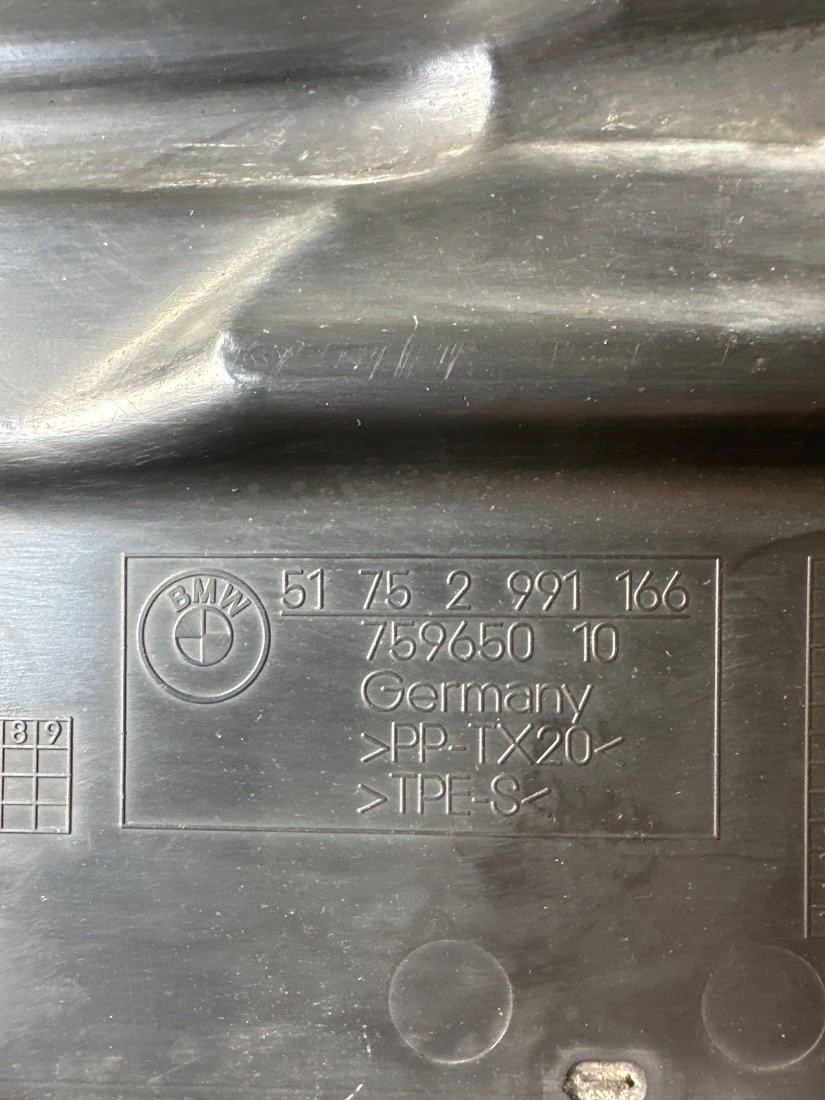 BMW
51 75 2 991 166
759650 10
Germany
>PP-TX20<
>TPE-S<
8 9